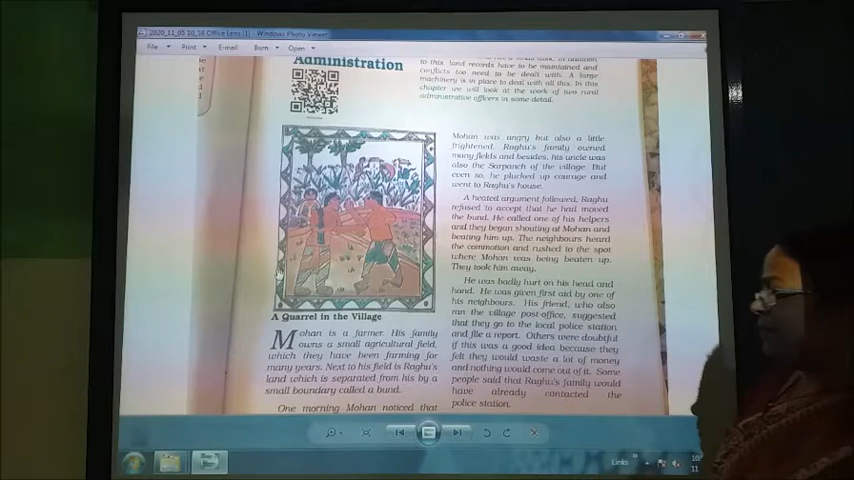 2020_11_05 10_56 Office Lens (1) - Windows Photo Viewer
File Print E-mail Burn Open
Administration
to this land records have to be maintained and
conflicts too need to be dealt with. A large
machinery is in place to deal with all this. In this
chapter we will look at the work of two rural
administrative officers in some detail.
A Quarrel in the Village
Mohan is a farmer. His family
owns a small agricultural field,
which they have been farming for
many years. Next to his field is Raghu's
land which is separated from his by a
small boundary called a bund.
One morning Mohan noticed that
Mohan was angry but also a little
frightened. Raghu's family owned
many fields and besides, his uncle was
also the Sarpanch of the village. But
even so, he plucked up courage and
went to Raghu's house.
A heated argument followed. Raghu
refused to accept that he had moved
the bund. He called one of his helpers
and they began shouting at Mohan and
beating him up. The neighbours heard
the commotion and rushed to the spot
where Mohan was being beaten up.
They took him away.
He was badly hurt on his head and
hand. He was given first aid by one of
his neighbours. His friend, who also
ran the village post-office, suggested
that they go to the local police station
and file a report. Others were doubtful
if this was a good idea because they
felt they would waste a lot of money
and nothing would come out of it. Some
people said that Raghu's family would
have already contacted the
police station.
Links